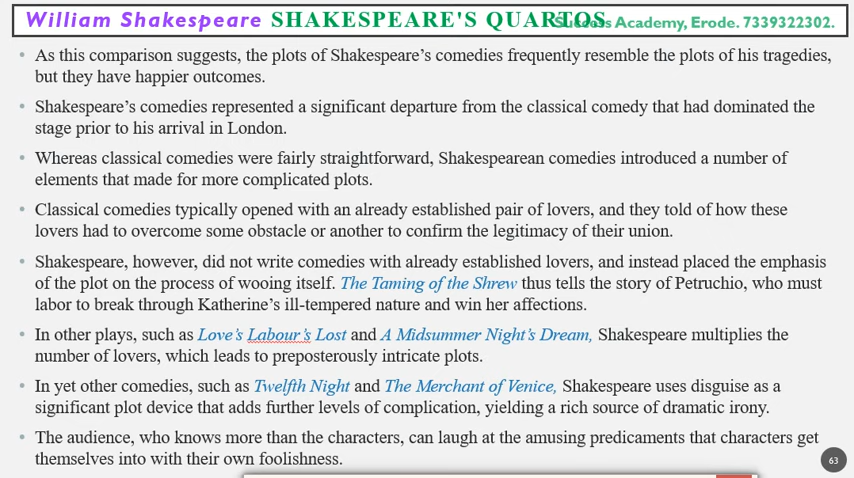 William Shakespeare SHAKESPEARE'S QUARTOS Success Academy, Erode. 7339322302.
• As this comparison suggests, the plots of Shakespeare’s comedies frequently resemble the plots of his tragedies,
but they have happier outcomes.
• Shakespeare’s comedies represented a significant departure from the classical comedy that had dominated the
stage prior to his arrival in London.
• Whereas classical comedies were fairly straightforward, Shakespearean comedies introduced a number of
elements that made for more complicated plots.
• Classical comedies typically opened with an already established pair of lovers, and they told of how these
lovers had to overcome some obstacle or another to confirm the legitimacy of their union.
• Shakespeare, however, did not write comedies with already established lovers, and instead placed the emphasis
of the plot on the process of wooing itself. The Taming of the Shrew thus tells the story of Petruchio, who must
labor to break through Katherine’s ill-tempered nature and win her affections.
• In other plays, such as Love’s Labour’s Lost and A Midsummer Night’s Dream, Shakespeare multiplies the
number of lovers, which leads to preposterously intricate plots.
• In yet other comedies, such as Twelfth Night and The Merchant of Venice, Shakespeare uses disguise as a
significant plot device that adds further levels of complication, yielding a rich source of dramatic irony.
• The audience, who knows more than the characters, can laugh at the amusing predicaments that characters get
themselves into with their own foolishness.
63